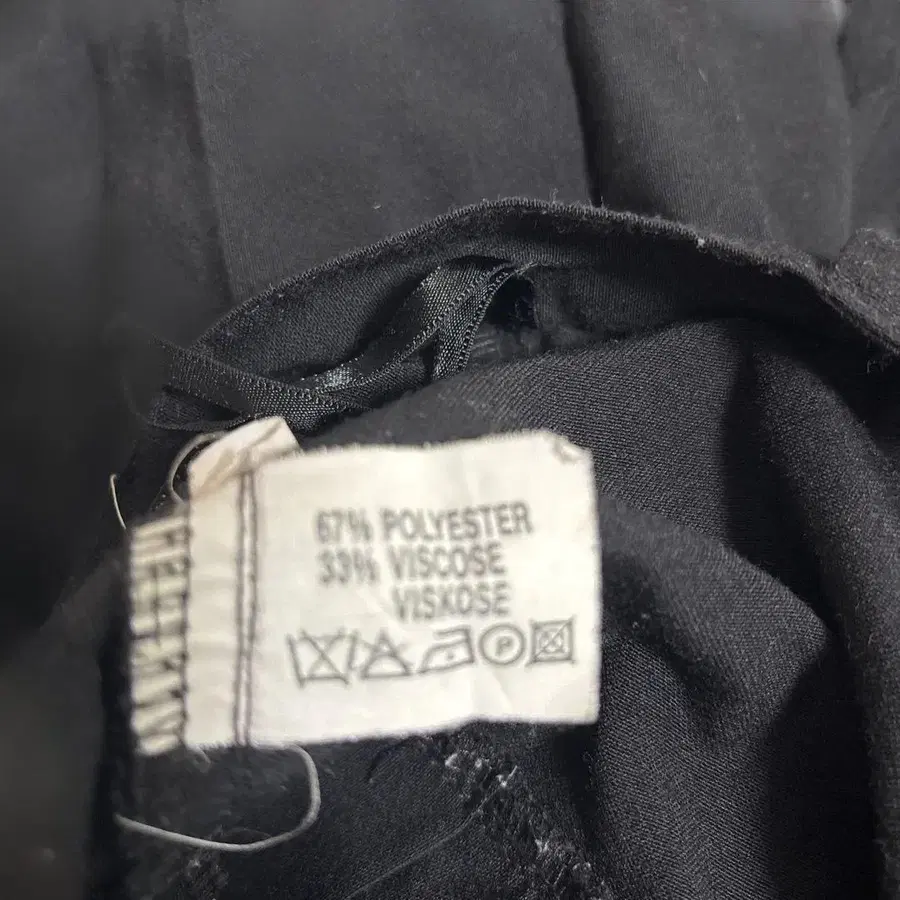 67% POLYESTER
33% VISCOSE
VISKOSE
P